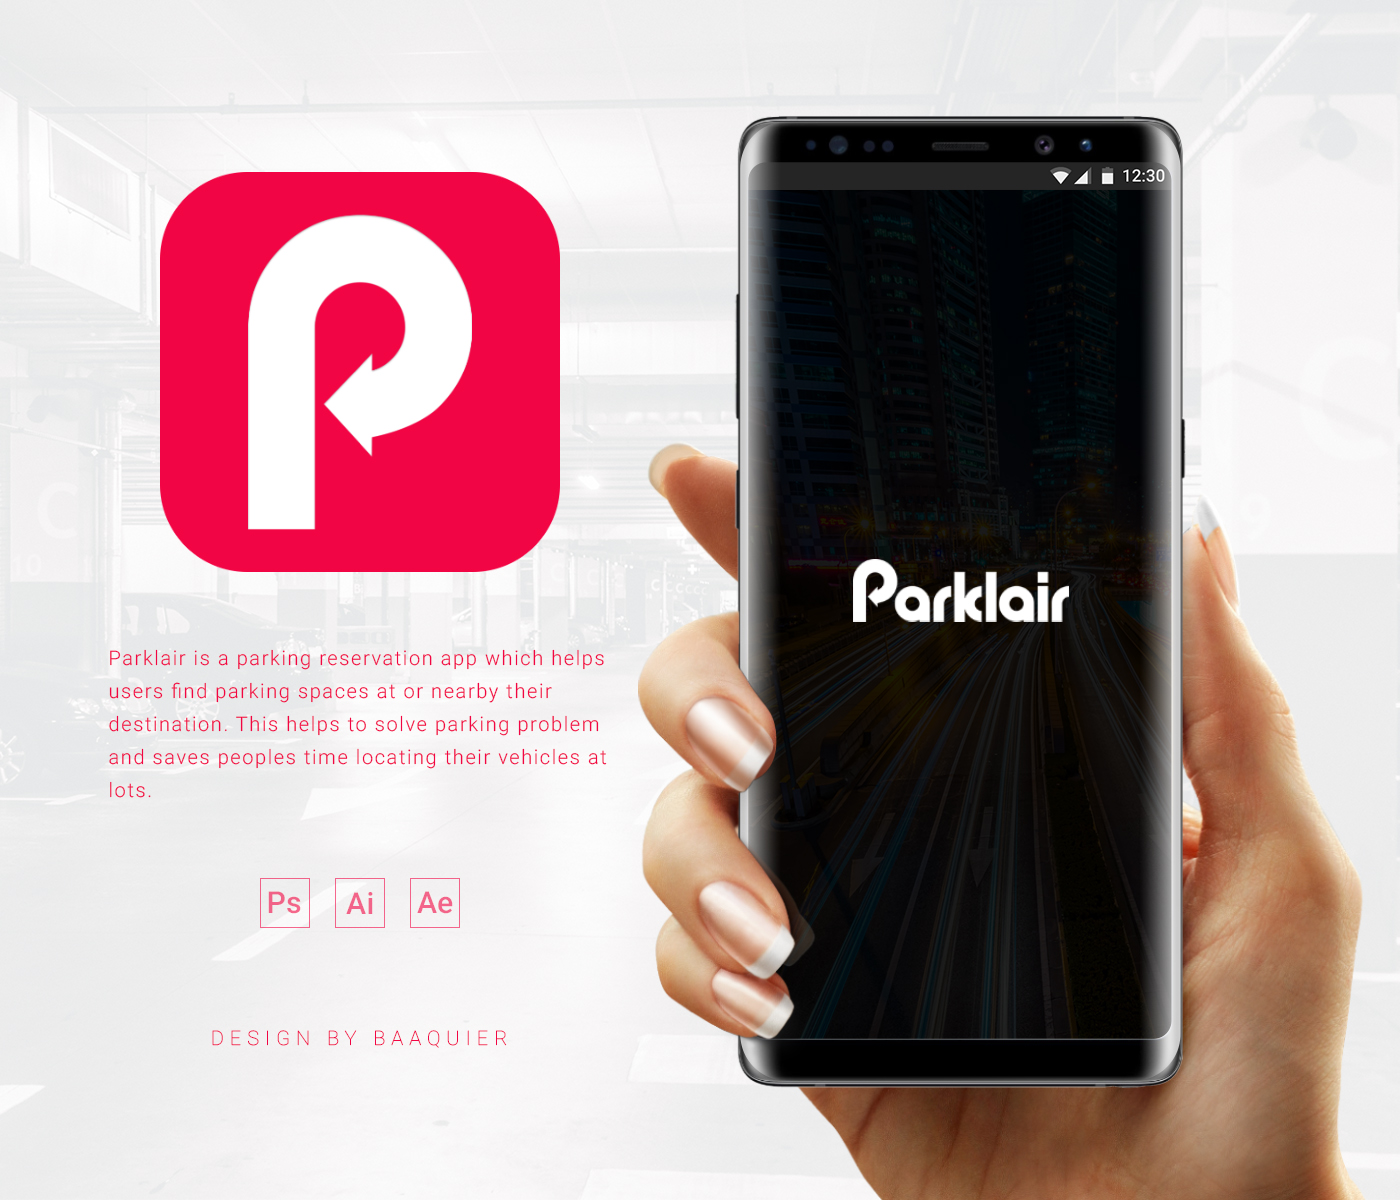 P
Parklair is a parking reservation app which helps
users find parking spaces at or nearby their
destination. This helps to solve parking problem
and saves peoples time locating their vehicles at
lots.
Ps Ai Ae
DESIGN BY BAAQUIER
12:30
Parklair
C
10
C
9